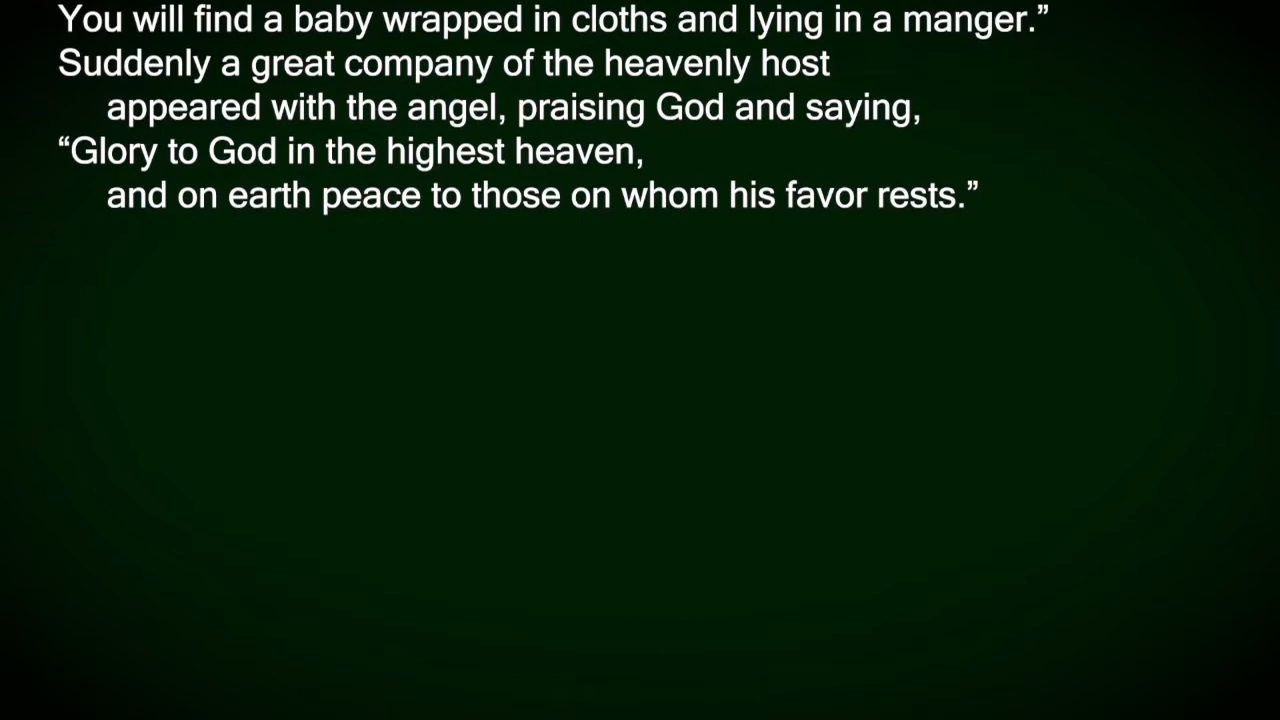 You will find a baby wrapped in cloths and lying in a manger.”
Suddenly a great company of the heavenly host
appeared with the angel, praising God and saying,
“Glory to God in the highest heaven,
and on earth peace to those on whom his favor rests.”